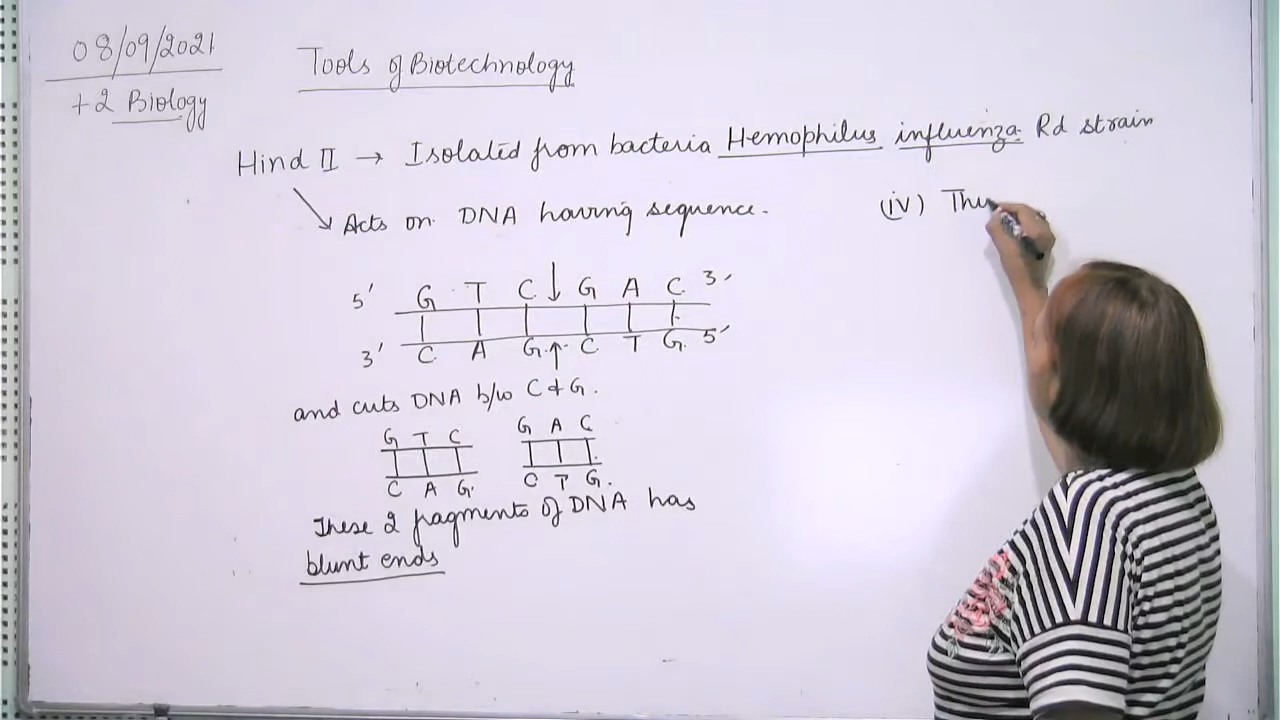 08/09/2021
+2 Biology
Tools of Biotechnology
Hind II → Isolated from bacteria Hemophilus influenza Rd strain
↘ Acts on DNA having sequence.
5' G T C ↓ G A C 3'
3' C A G ↑ C T G 5'
and cuts DNA b/w C & G.
G T C G A C
C A G C T G.
These 2 fragments of DNA has
blunt ends
(iv)